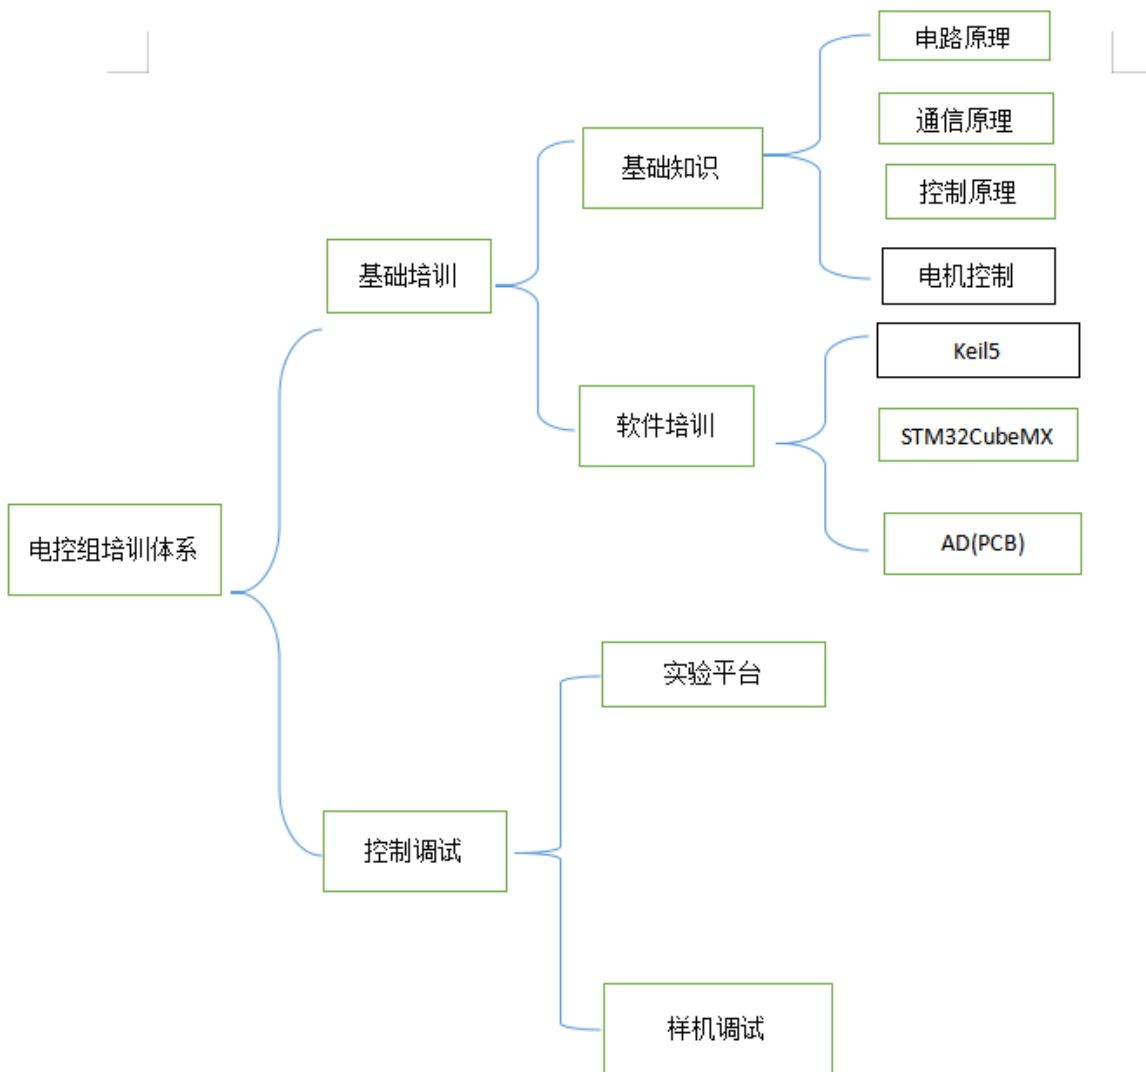 电路原理
通信原理
基础知识
控制原理
基础培训
电机控制
Keil5
软件培训
STM32CubeMX
电控组培训体系
AD(PCB)
实验平台
控制调试
样机调试